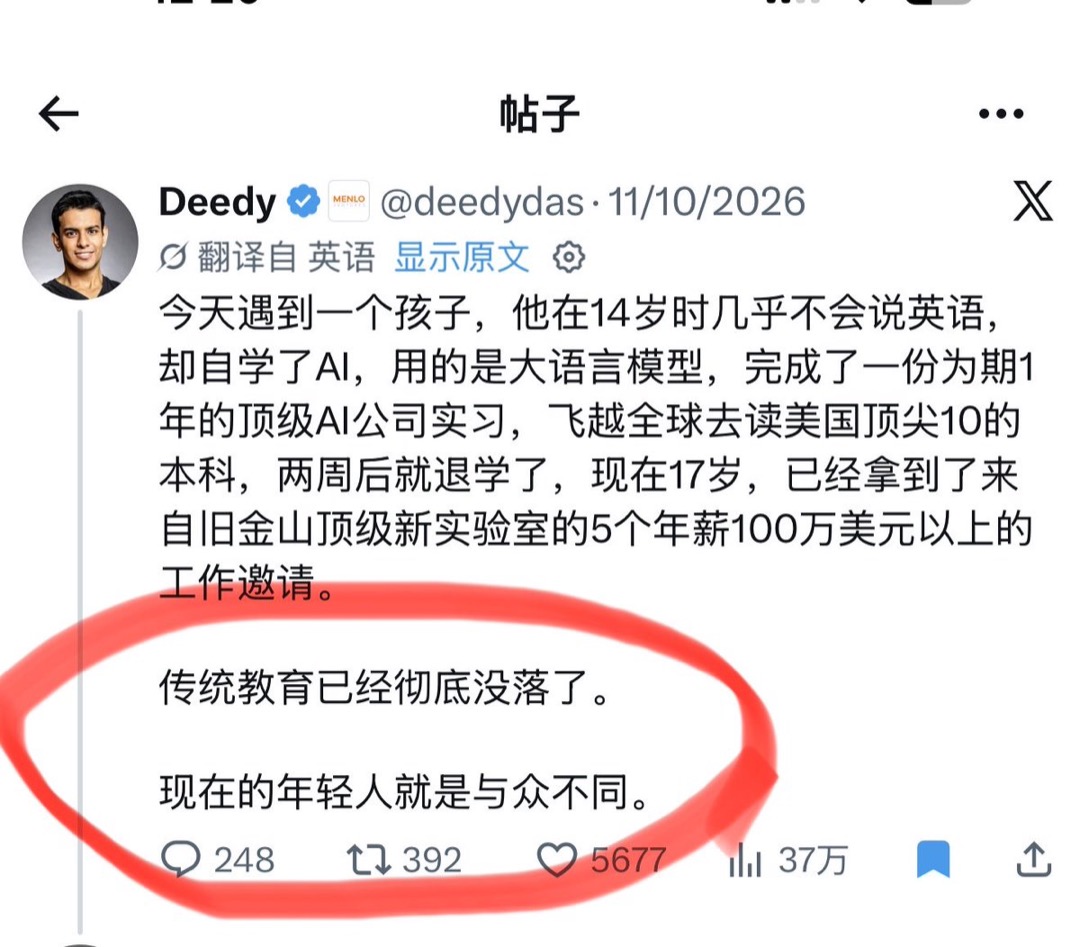 帖子
Deedy MENLO @deedydas · 11/10/2026
翻译自 英语 显示原文
今天遇到一个孩子，他在14岁时几乎不会说英语，
却自学了AI，用的是大语言模型，完成了一份为期1
年的顶级AI公司实习，飞越全球去读美国顶尖10的
本科，两周后就退学了，现在17岁，已经拿到了来
自旧金山顶级新实验室的5个年薪100万美元以上的
工作邀请。
传统教育已经彻底没落了。
现在的年轻人就是与众不同。
248 392 5677 37万